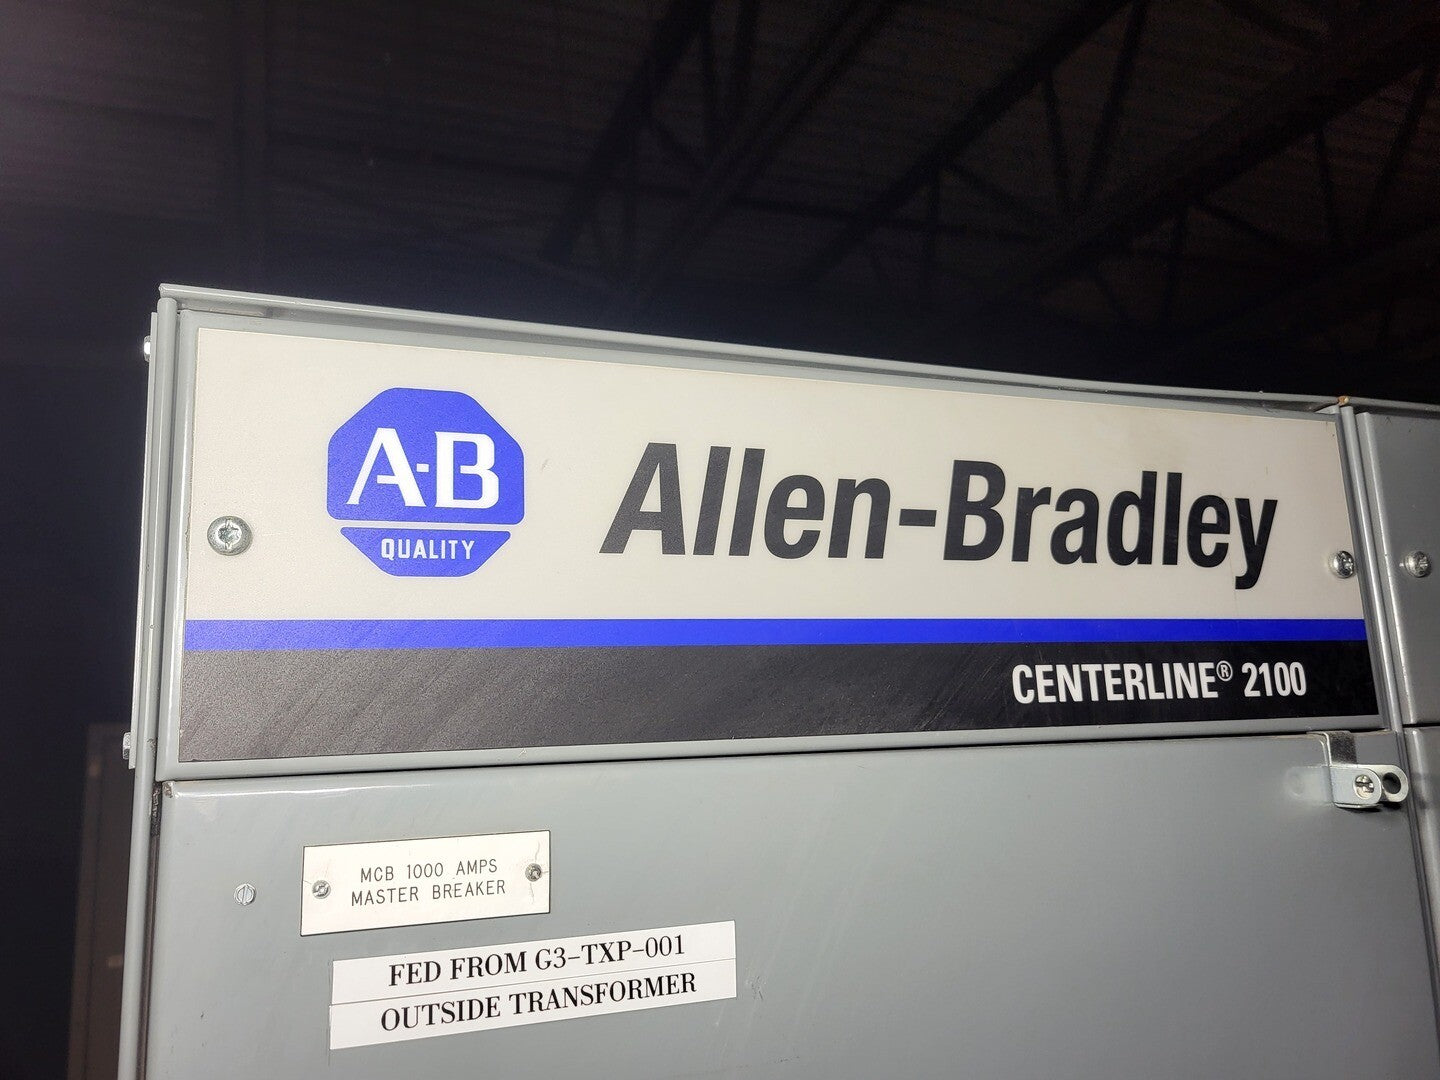 A-B
QUALITY
Allen-Bradley
CENTERLINE® 2100
MCB 1000 AMPS
MASTER BREAKER
FED FROM G3-TXP-001
OUTSIDE TRANSFORMER